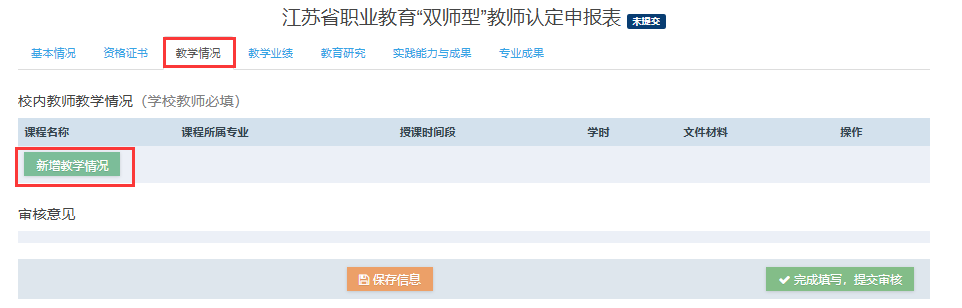 江苏省职业教育“双师型”教师认定申报表 未提交
基本情况 资格证书 教学情况 教学业绩 教育研究 实践能力与成果 专业成果
校内教师教学情况（学校教师必填）
课程名称 课程所属专业 授课时间段 学时 文件材料 操作
新增教学情况
审核意见
保存信息 完成填写，提交审核